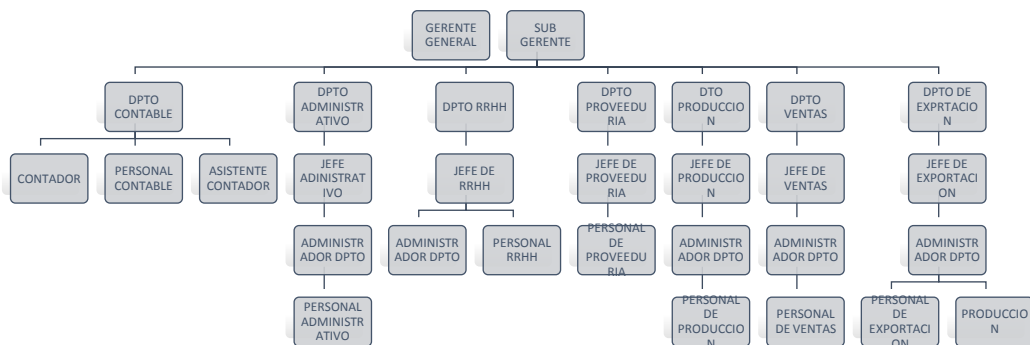 GERENTE
GENERAL
SUB
GERENTE
DPTO
CONTABLE
DPTO
ADMINISTR
ATIVO
DPTO RRHH
DPTO
PROVEEDU
RIA
DTO
PRODUCCIO
N
DPTO
VENTAS
DPTO DE
EXPRTACIO
N
CONTADOR
PERSONAL
CONTABLE
ASISTENTE
CONTADOR
JEFE
ADINISTRAT
IVO
JEFE DE
RRHH
JEFE DE
PROVEEDU
RIA
JEFE DE
PRODUCCIO
N
JEFE DE
VENTAS
JEFE DE
EXPORTACI
ON
ADMINISTR
ADOR DPTO
ADMINISTR
ADOR DPTO
PERSONAL
RRHH
PERSONAL
DE
PROVEEDU
RIA
ADMINISTR
ADOR DPTO
ADMINISTR
ADOR DPTO
ADMINISTR
ADOR DPTO
PERSONAL
ADMINISTR
ATIVO
PERSONAL
DE
PRODUCCIO
N
PERSONAL
DE VENTAS
PERSONAL
DE
EXPORTACI
ON
PRODUCCIO
N